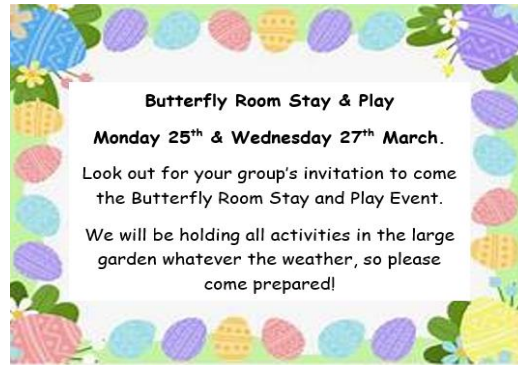 Butterfly Room Stay & Play
Monday 25th & Wednesday 27th March.
Look out for your group's invitation to come
the Butterfly Room Stay and Play Event.
We will be holding all activities in the large
garden whatever the weather, so please
come prepared!